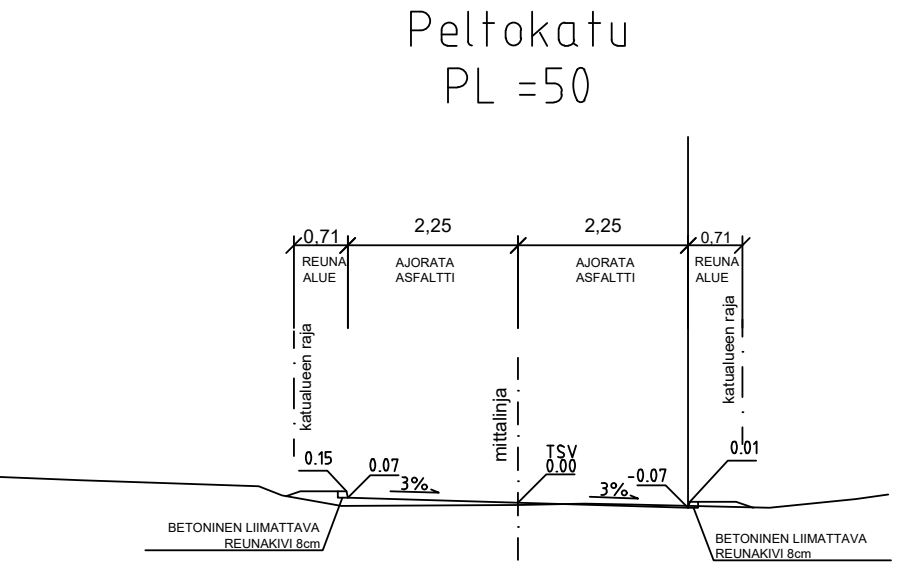 Peltokatu
PL =50
0,71
2,25
2,25
0,71
REUNA
ALUE
AJORATA
ASFALTTI
AJORATA
ASFALTTI
REUNA
ALUE
katualueen raja
mittalinja
katualueen raja
0.15
0.07
3%
TSV
0.00
3%
-0.07
0.01
BETONINEN LIIMATTAVA
REUNAKIVI 8cm
BETONINEN LIIMATTAVA
REUNAKIVI 8cm